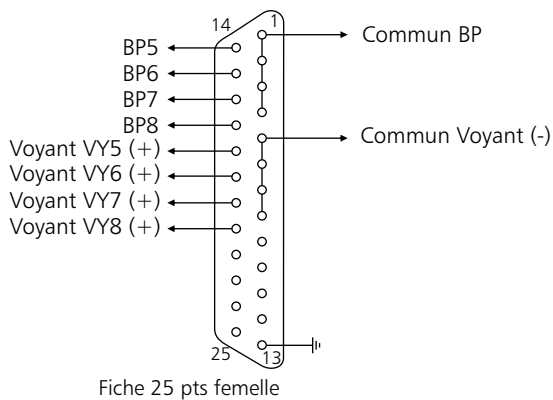 14
1
Commun BP
BP5
BP6
BP7
BP8
Commun Voyant (-)
Voyant VY5 (+)
Voyant VY6 (+)
Voyant VY7 (+)
Voyant VY8 (+)
25
13
Fiche 25 pts femelle